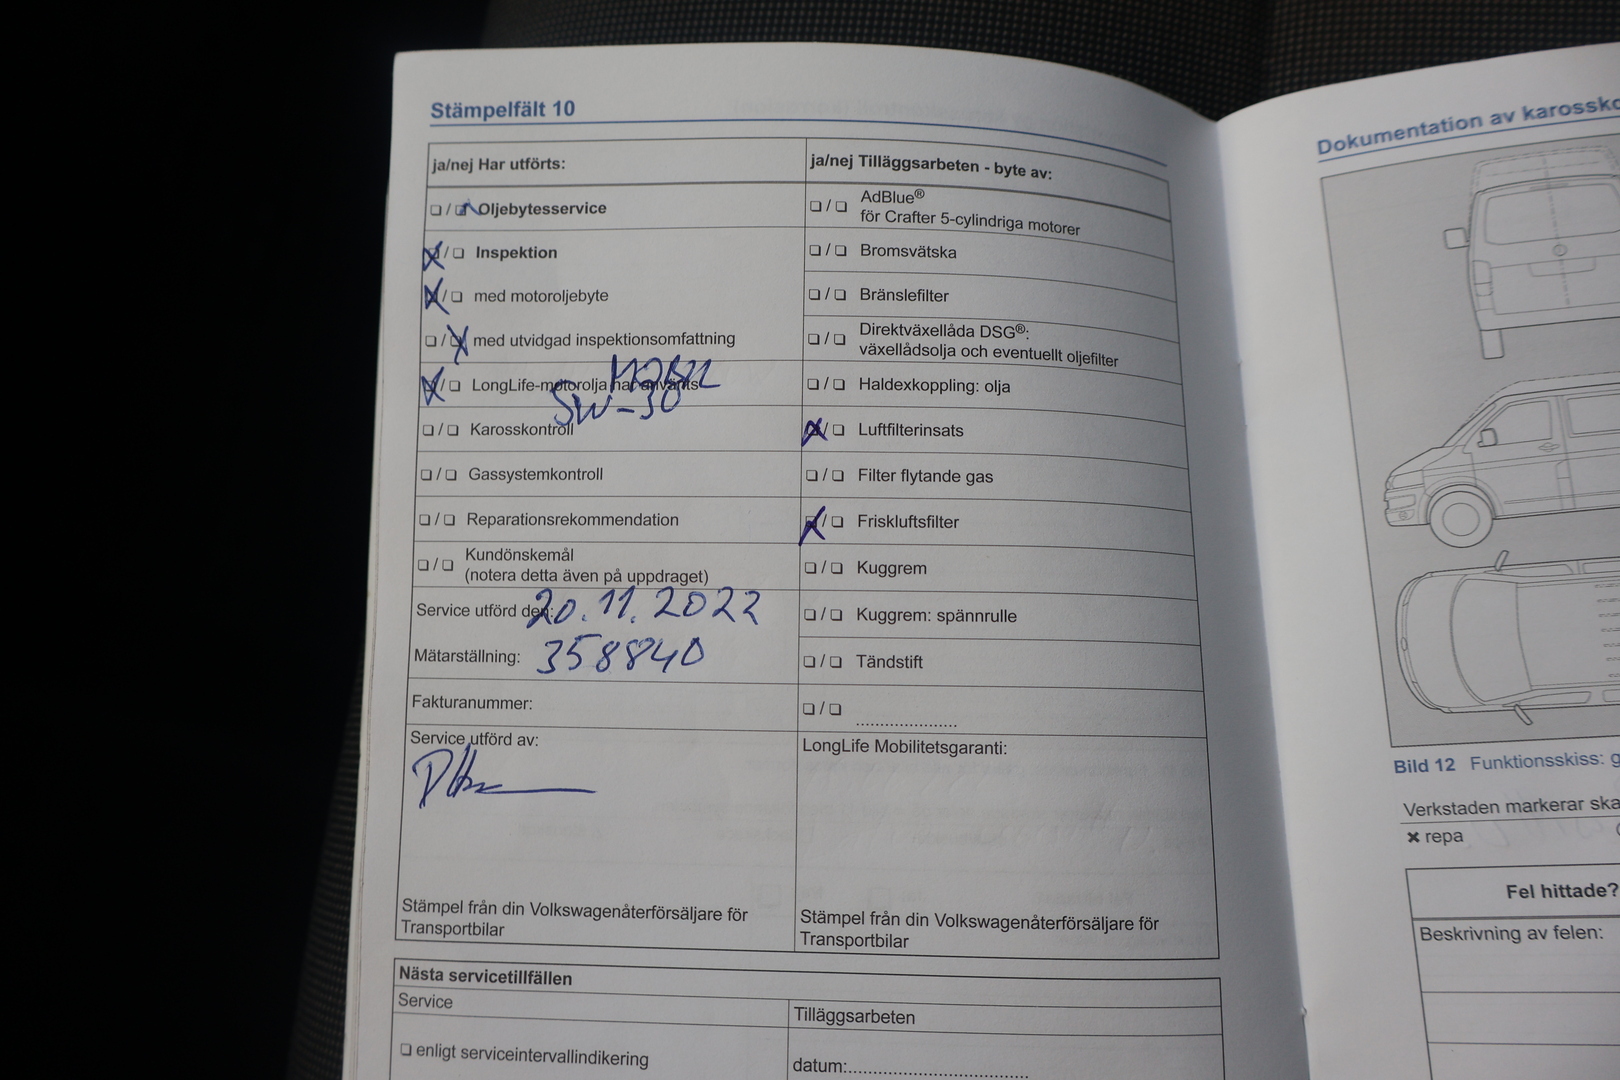 Stämpelfält 10
ja/nej Har utförts:
❑ / ❑ Oljebytesservice
❑ / ❑ Inspektion
❑ / ❑ med motoroljebyte
❑ / ❑ med utvidgad inspektionsomfattning
❑ / ❑ LongLife-motorolja har använts
MOBIL
5W-30
❑ / ❑ Karosskontroll
❑ / ❑ Gassystemkontroll
❑ / ❑ Reparationsrekommendation
❑ / ❑ Kundönskemål
(notera detta även på uppdraget)
Service utförd den: 20.11.2022
Mätarställning: 358840
Fakturanummer:
Service utförd av:
Stämpel från din Volkswagenåterförsäljare för
Transportbilar
ja/nej Tilläggsarbeten - byte av:
❑ / ❑ AdBlue®
för Crafter 5-cylindriga motorer
❑ / ❑ Bromsvätska
❑ / ❑ Bränslefilter
❑ / ❑ Direktväxellåda DSG®:
växellådsolja och eventuellt oljefilter
❑ / ❑ Haldexkoppling: olja
❑ / ❑ Luftfilterinsats
❑ / ❑ Filter flytande gas
❑ / ❑ Friskluftsfilter
❑ / ❑ Kuggrem
❑ / ❑ Kuggrem: spännrulle
❑ / ❑ Tändstift
❑ / ❑ .....................
LongLife Mobilitetsgaranti:
Stämpel från din Volkswagenåterförsäljare för
Transportbilar
Nästa servicetillfällen
Service
❑ enligt serviceintervallindikering
Tilläggsarbeten
datum:.....................................
Dokumentation av karossko
Bild 12 Funktionsskiss: g
Verkstaden markerar ska
✖ repa
Fel hittade?
Beskrivning av felen: